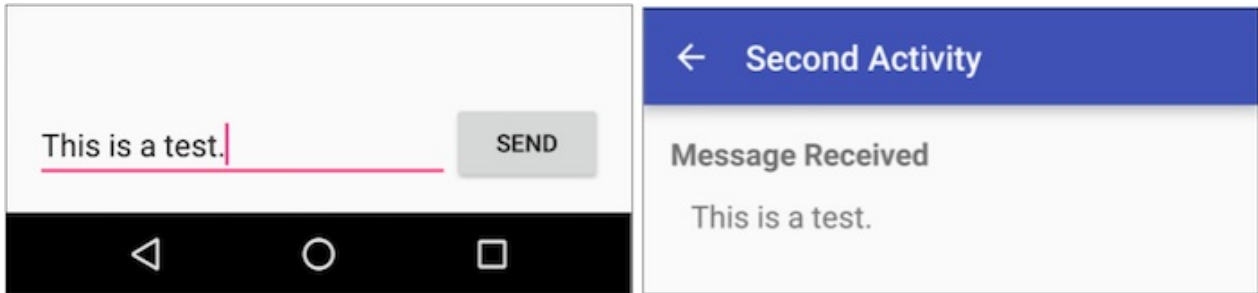 This is a test.
SEND
Second Activity
Message Received
This is a test.